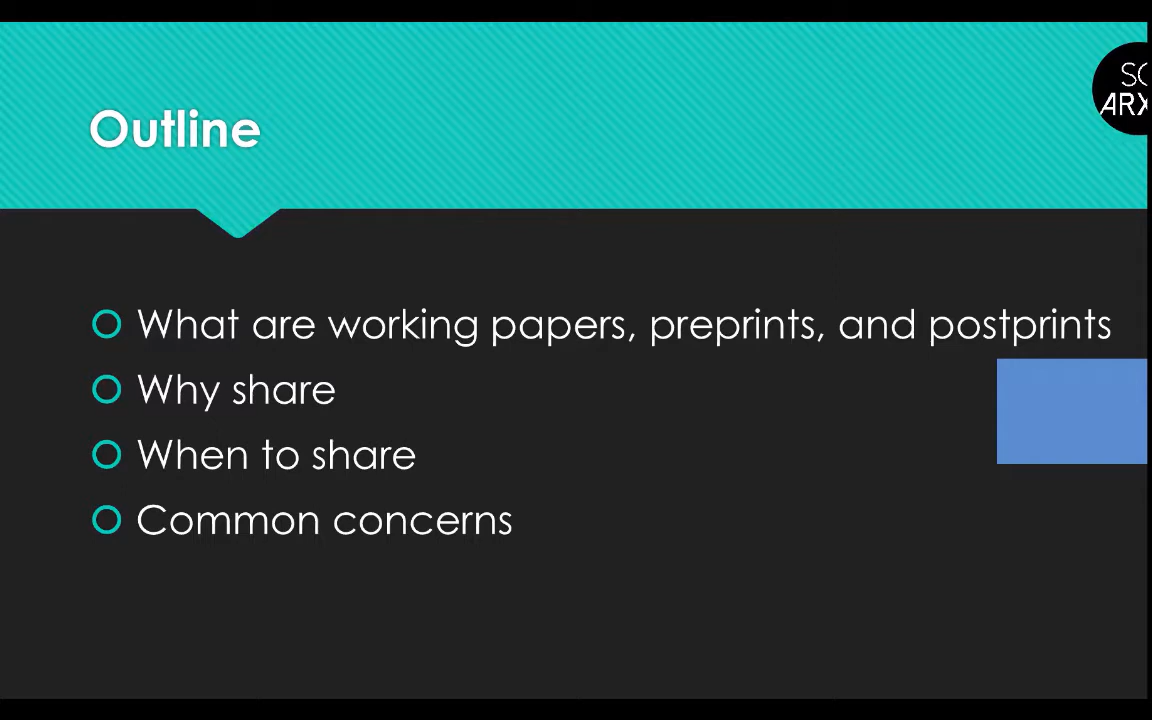 Outline
What are working papers, preprints, and postprints
Why share
When to share
Common concerns